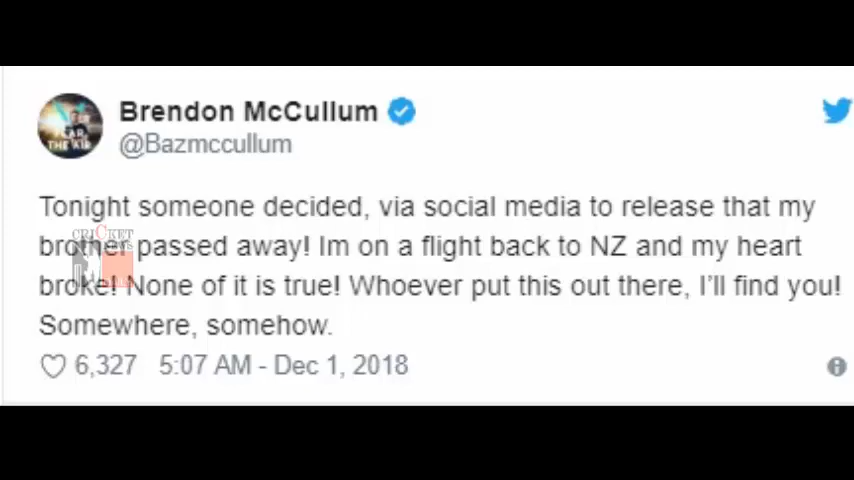 Brendon McCullum
@Bazmccullum
Tonight someone decided, via social media to release that my
brother passed away! Im on a flight back to NZ and my heart
broke! None of it is true! Whoever put this out there, I'll find you!
Somewhere, somehow.
6,327 5:07 AM - Dec 1, 2018
CRICKET